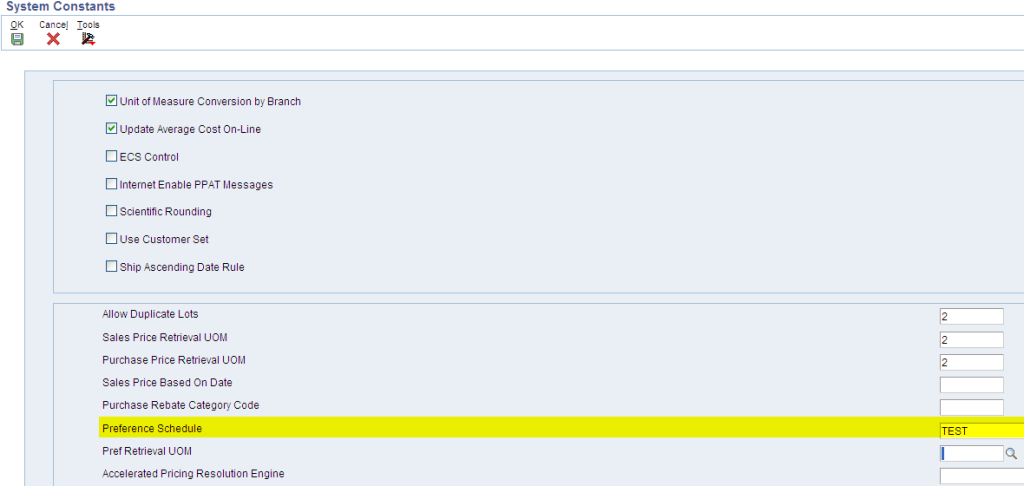 System Constants
OK Cancel Tools
Unit of Measure Conversion by Branch
Update Average Cost On-Line
ECS Control
Internet Enable PPAT Messages
Scientific Rounding
Use Customer Set
Ship Ascending Date Rule
Allow Duplicate Lots 2
Sales Price Retrieval UOM 2
Purchase Price Retrieval UOM 2
Sales Price Based On Date
Purchase Rebate Category Code
Preference Schedule TEST
Pref Retrieval UOM
Accelerated Pricing Resolution Engine